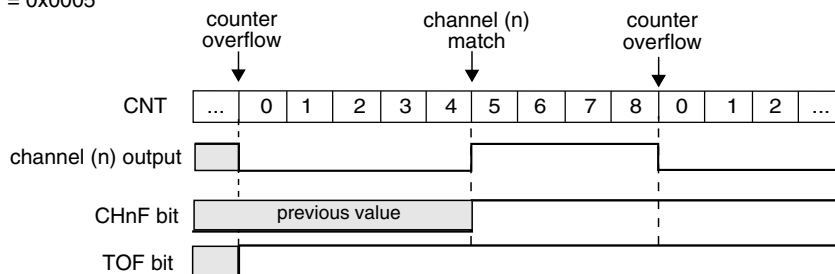 = 0x0005
counter overflow
channel (n) match
counter overflow
CNT ... 0 1 2 3 4 5 6 7 8 0 1 2 ...
channel (n) output
CHnF bit previous value
TOF bit